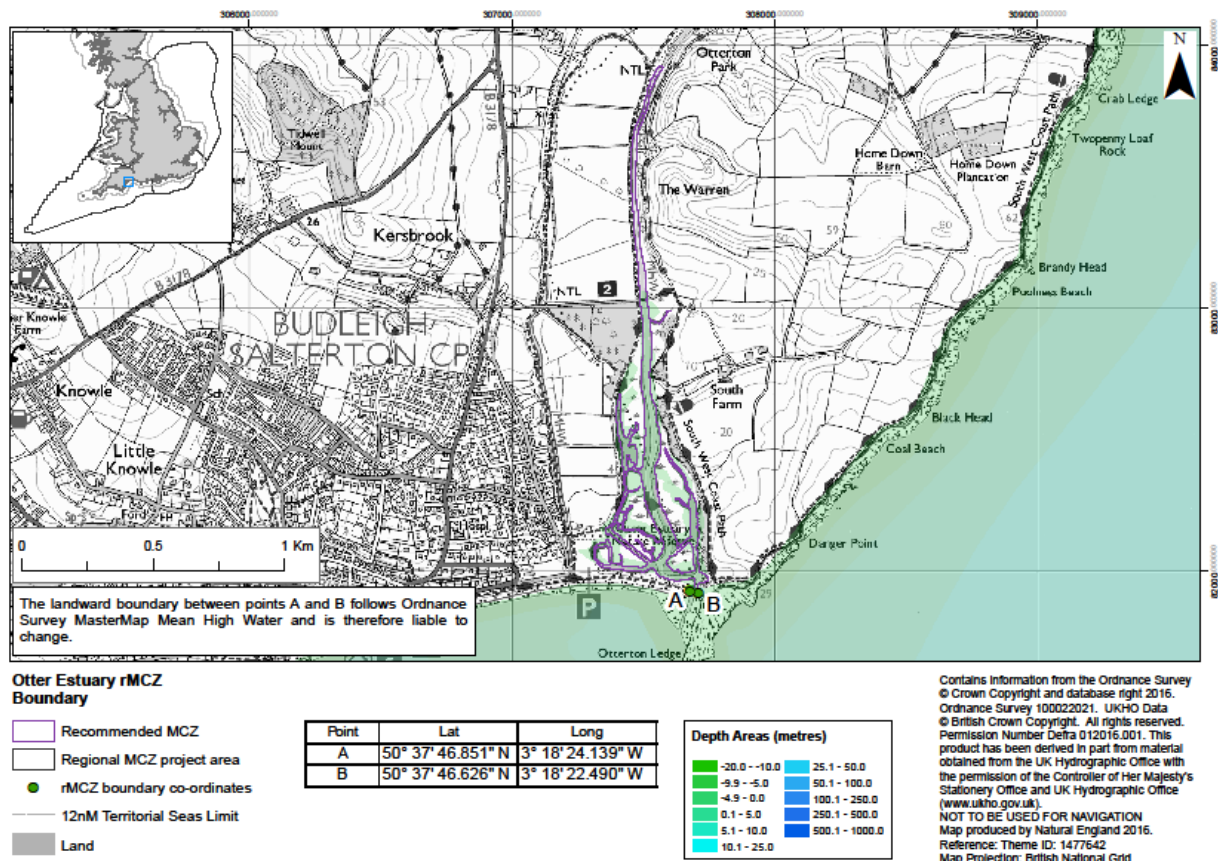 306000
307000
308000
309000
84000
83000
82000
N
NTL
Otterton
Park
Crab Ledge
Twopenny Loaf
Rock
South West Coast Path
Home Down
Barn
Home Down
Plantation
Tidwell
Mount
B3178
The Warren
Kersbrook
26
B3178
Brandy Head
Poolness Beach
NTL
2
Knowle
Farm
BUDLEIGH
SALTERTON CP
Knowle
Sch
South
Farm
South West Coast Path
Black Head
Coal Beach
Little
Knowle
Danger Point
0 0.5 1 Km
P
A B
Otterton Ledge
The landward boundary between points A and B follows Ordnance
Survey MasterMap Mean High Water and is therefore liable to
change.
Otter Estuary rMCZ
Boundary
Recommended MCZ
Regional MCZ project area
rMCZ boundary co-ordinates
12nM Territorial Seas Limit
Land
Point Lat Long
A 50° 37' 46.851" N 3° 18' 24.139" W
B 50° 37' 46.626" N 3° 18' 22.490" W
Depth Areas (metres)
-20.0 - -10.0 25.1 - 50.0
-9.9 - -5.0 50.1 - 100.0
-4.9 - 0.0 100.1 - 250.0
0.1 - 5.0 250.1 - 500.0
5.1 - 10.0 500.1 - 1000.0
10.1 - 25.0
Contains Information from the Ordnance Survey
© Crown Copyright and database right 2016.
Ordnance Survey 100022021. UKHO Data
© British Crown Copyright. All rights reserved.
Permission Number Defra 012016.001. This
product has been derived in part from material
obtained from the UK Hydrographic Office with
the permission of the Controller of Her Majesty's
Stationery Office and UK Hydrographic Office
(www.ukho.gov.uk).
NOT TO BE USED FOR NAVIGATION
Map produced by Natural England 2016.
Reference: Theme ID: 1477642
Map Projection: British National Grid